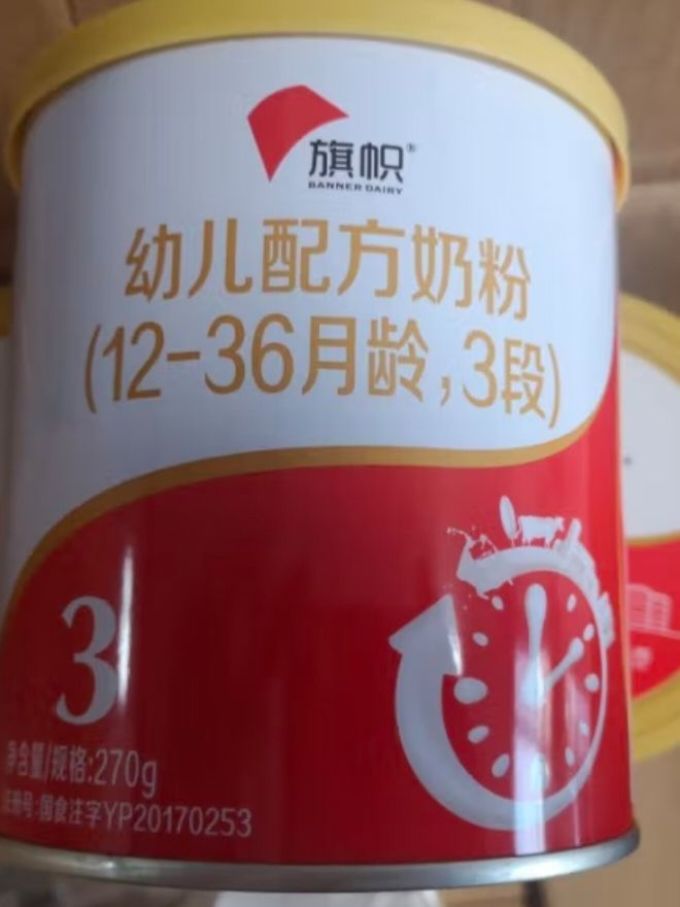 旗帜®
BANNER DAIRY
幼儿配方奶粉
(12-36月龄,3段)
3
净含量/规格:270g
注册号:国食注字YP20170253